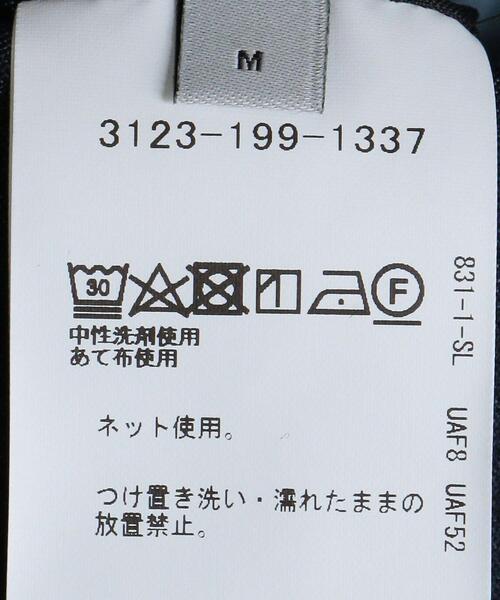 M
3123-199-1337
30
F
中性洗剤使用
あて布使用
ネット使用。
つけ置き洗い・濡れたままの
放置禁止。
831-1-SL UAF8 UAF52